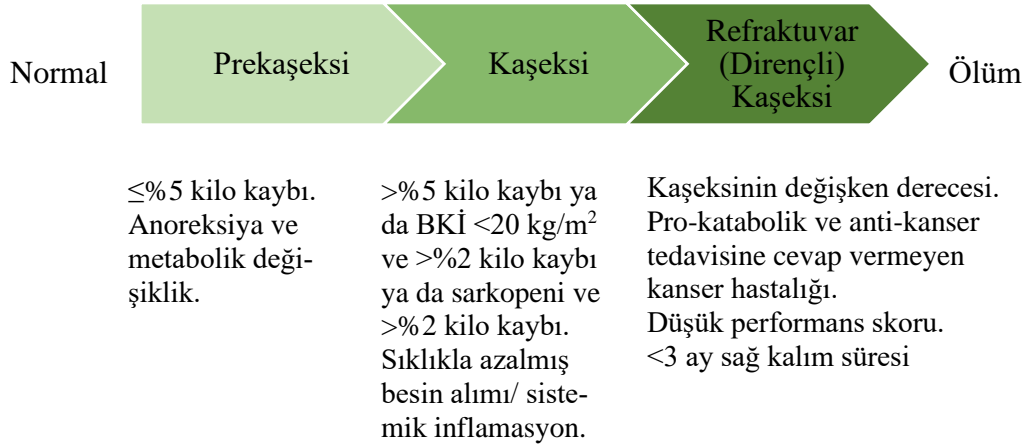 Normal
Prekaşeksi
Kaşeksi
Refraktuvar
(Dirençli)
Kaşeksi
Ölüm
≤%5 kilo kaybı.
Anoreksiya ve
metabolik deği-
şiklik.
>%5 kilo kaybı ya
da BKİ <20 kg/m²
ve >%2 kilo kaybı
ya da sarkopeni ve
>%2 kilo kaybı.
Sıklıkla azalmış
besin alımı/ siste-
mik inflamasyon.
Kaşeksinin değişken derecesi.
Pro-katabolik ve anti-kanser
tedavisine cevap vermeyen
kanser hastalığı.
Düşük performans skoru.
<3 ay sağ kalım süresi